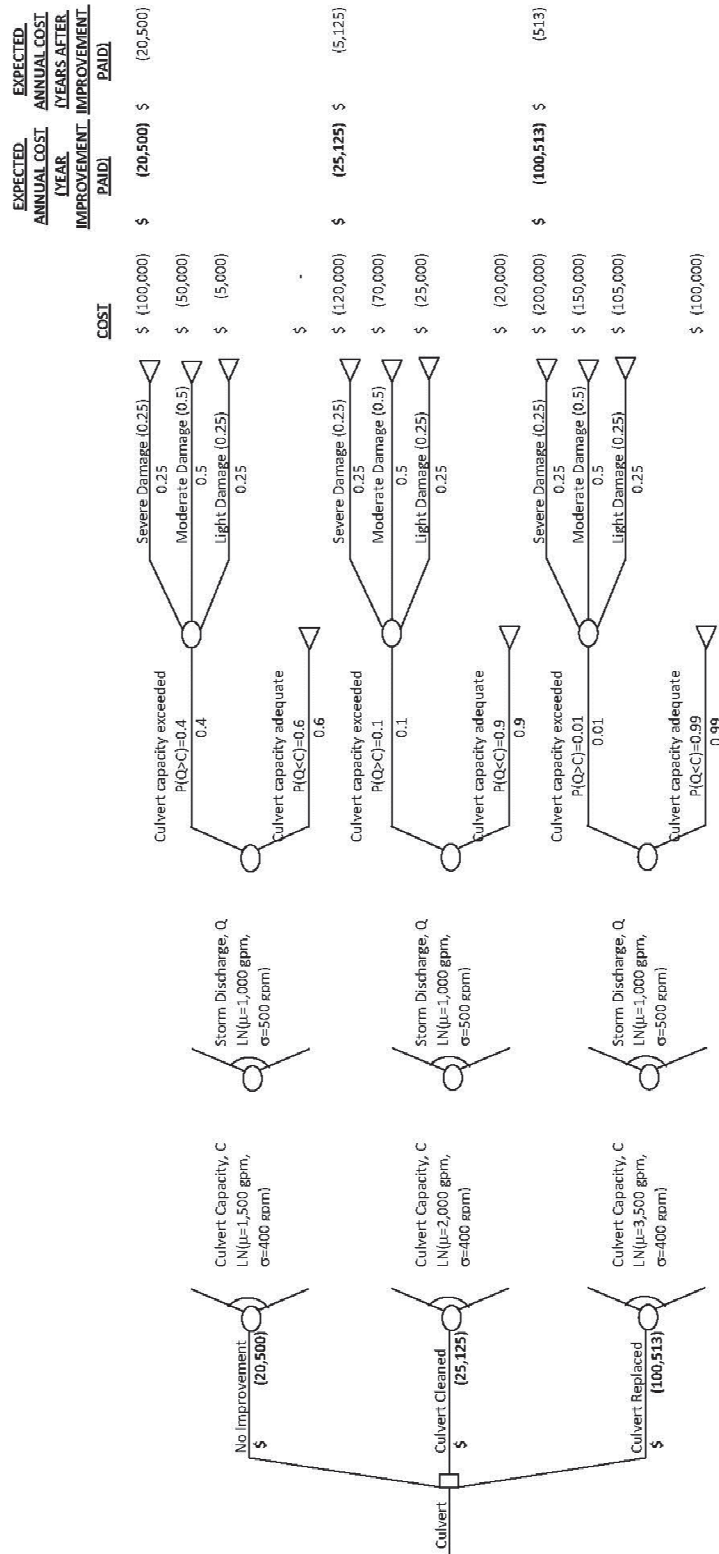 EXPECTED
ANNUAL COST
(YEARS AFTER
IMPROVEMENT
PAID)
EXPECTED
ANNUAL COST
(YEAR
IMPROVEMENT
PAID)
COST
Culvert
No Improvement
$ (20,500)
Culvert Capacity, C
LN(μ=1,500 gpm,
σ=400 gpm)
Storm Discharge, Q
LN(μ=1,000 gpm,
σ=500 gpm)
Culvert capacity exceeded
P(Q>C)=0.4
0.4
Severe Damage (0.25)
0.25
$ (100,000)
$ (20,500)
$ (20,500)
Moderate Damage (0.5)
0.5
$ (50,000)
Light Damage (0.25)
0.25
$ (5,000)
Culvert capacity adequate
P(Q<C)=0.6
0.6
$ -
Culvert Cleaned
$ (25,125)
Culvert Capacity, C
LN(μ=2,000 gpm,
σ=400 gpm)
Storm Discharge, Q
LN(μ=1,000 gpm,
σ=500 gpm)
Culvert capacity exceeded
P(Q>C)=0.1
0.1
Severe Damage (0.25)
0.25
$ (120,000)
$ (25,125)
$ (5,125)
Moderate Damage (0.5)
0.5
$ (70,000)
Light Damage (0.25)
0.25
$ (25,000)
Culvert capacity adequate
P(Q<C)=0.9
0.9
$ (20,000)
Culvert Replaced
$ (100,513)
Culvert Capacity, C
LN(μ=3,500 gpm,
σ=400 gpm)
Storm Discharge, Q
LN(μ=1,000 gpm,
σ=500 gpm)
Culvert capacity exceeded
P(Q>C)=0.01
0.01
Severe Damage (0.25)
0.25
$ (200,000)
$ (100,513)
$ (513)
Moderate Damage (0.5)
0.5
$ (150,000)
Light Damage (0.25)
0.25
$ (105,000)
Culvert capacity adequate
P(Q<C)=0.99
0.99
$ (100,000)